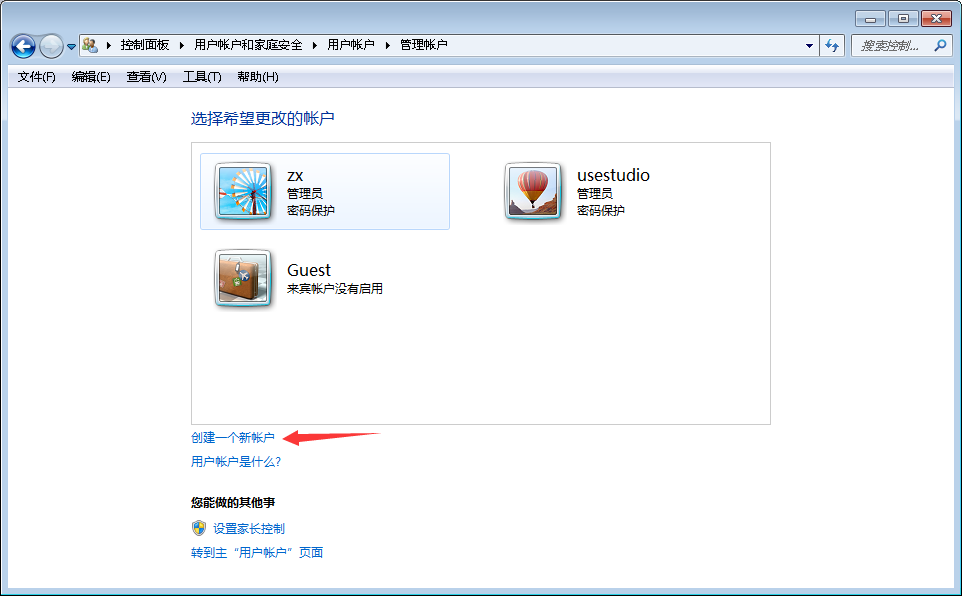 控制面板 用户帐户和家庭安全 用户帐户 管理帐户 搜索控制...
文件(F) 编辑(E) 查看(V) 工具(T) 帮助(H)
选择希望更改的帐户
zx
管理员
密码保护
usestudio
管理员
密码保护
Guest
来宾帐户没有启用
创建一个新帐户
用户帐户是什么?
您能做的其他事
设置家长控制
转到主“用户帐户”页面